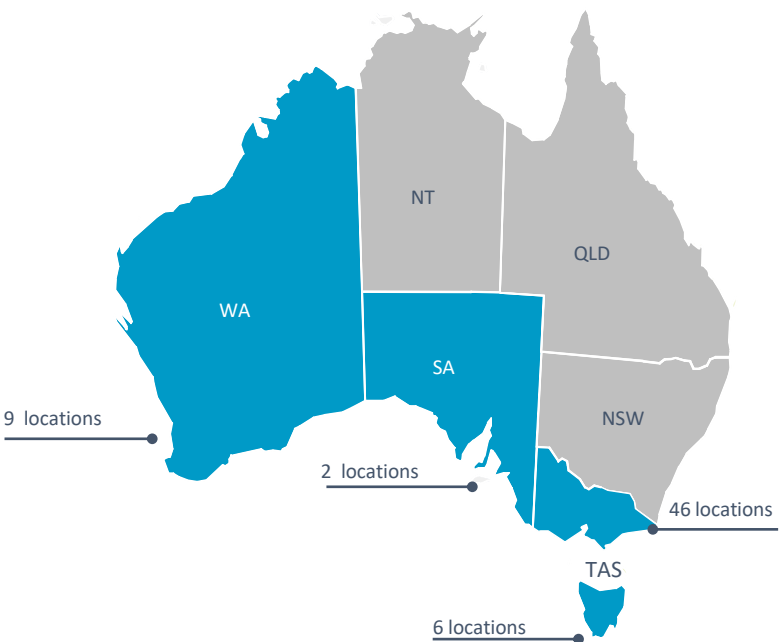 NT
QLD
WA
SA
9 locations
NSW
2 locations
46 locations
TAS
6 locations